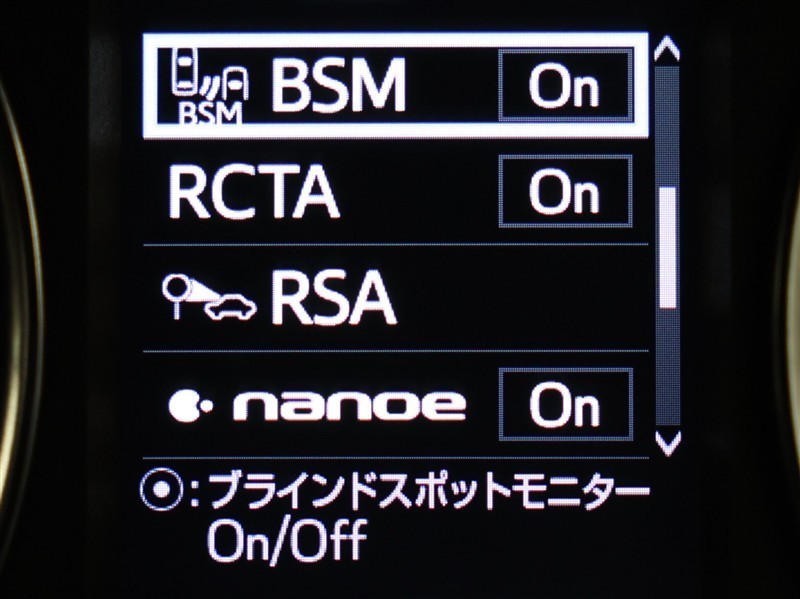 BSM BSM On
RCTA On
RSA
nanoe On
:ブラインドスポットモニター
On/Off